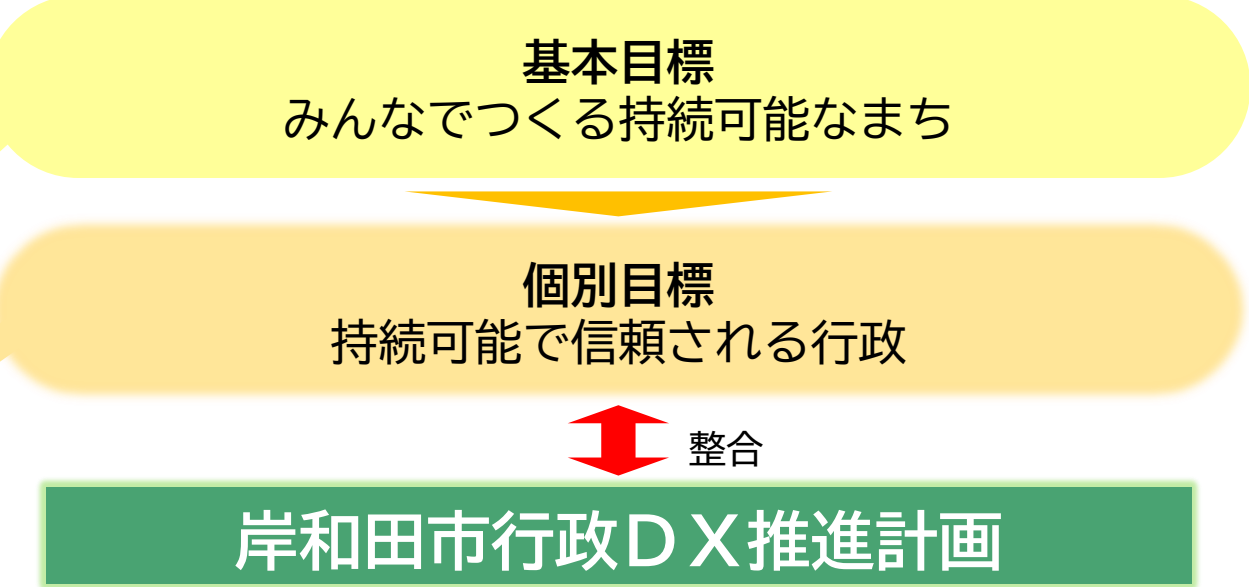 基本目標
みんなでつくる持続可能なまち
個別目標
持続可能で信頼される行政
整合
岸和田市行政ＤＸ推進計画